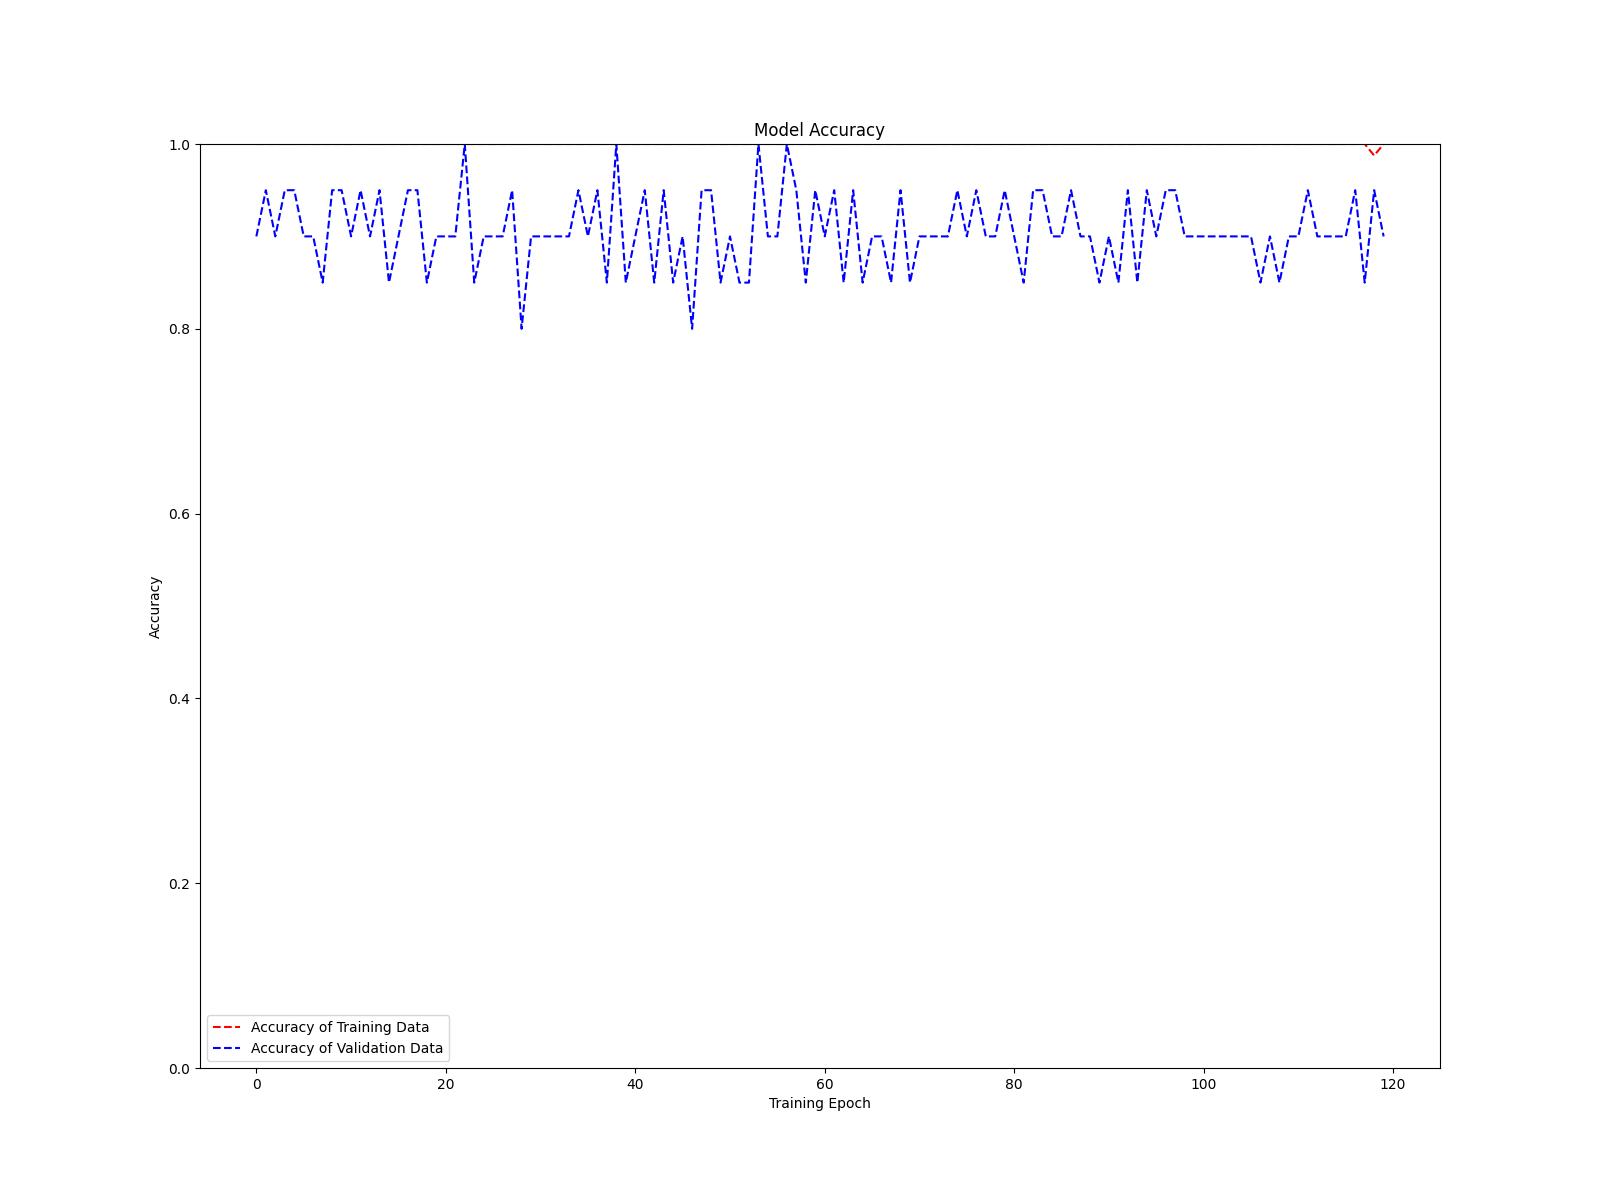 Model Accuracy
1.0
0.8
0.6
0.4
0.2
0.0
Accuracy
Accuracy of Training Data
Accuracy of Validation Data
0 20 40 60 80 100 120
Training Epoch